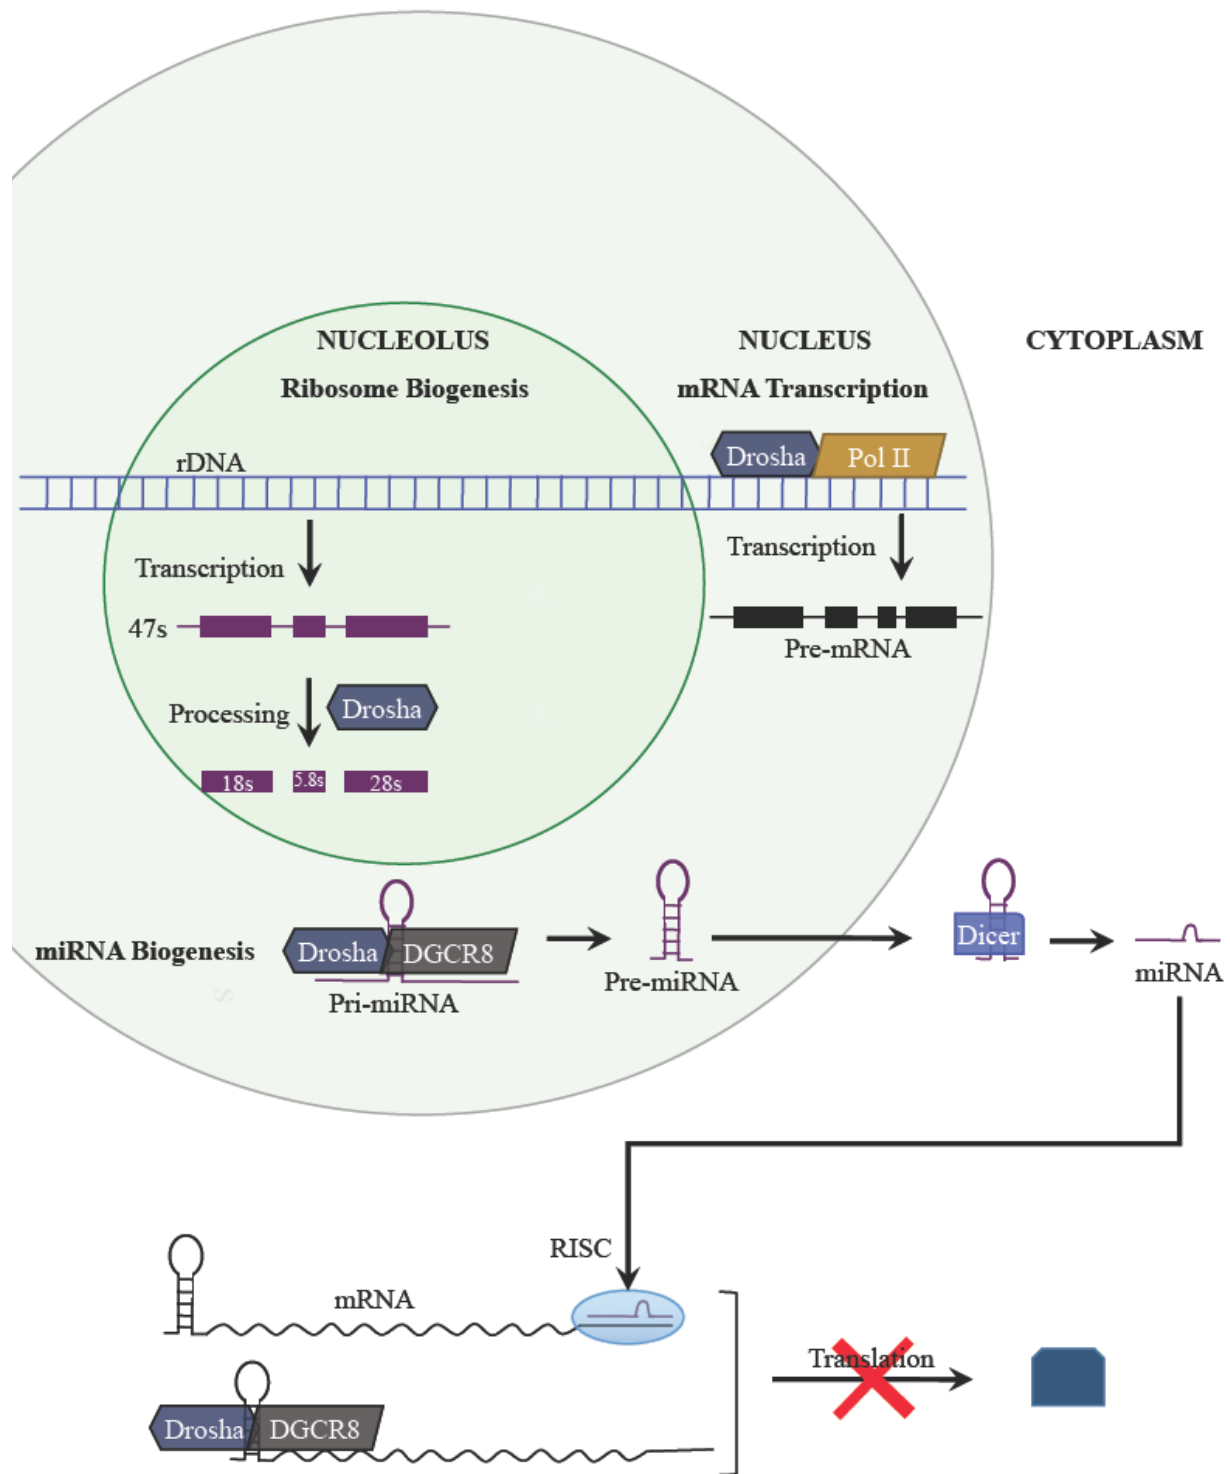 NUCLEOLUS
Ribosome Biogenesis
NUCLEUS
mRNA Transcription
CYTOPLASM
Drosha
Pol II
rDNA
Transcription
Transcription
47s
Pre-mRNA
Processing
Drosha
18s
5.8s
28s
miRNA Biogenesis
Drosha
DGCR8
Pri-miRNA
Pre-miRNA
Dicer
miRNA
s
RISC
mRNA
Translation
Drosha
DGCR8